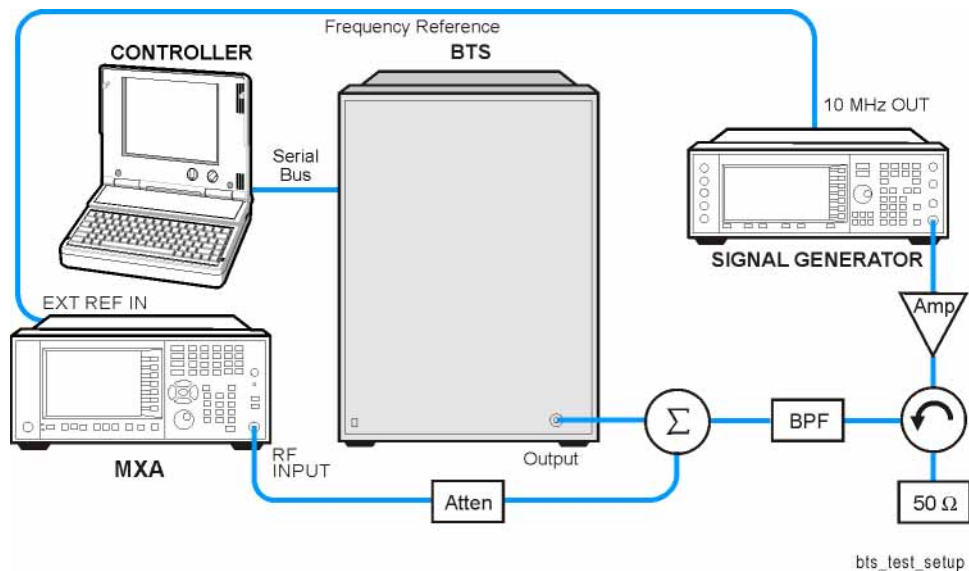 Frequency Reference
CONTROLLER
BTS
10 MHz OUT
Serial
Bus
SIGNAL GENERATOR
EXT REF IN
Amp
Σ
BPF
RF
INPUT
MXA
Output
Atten
50 Ω
bts_test_setup